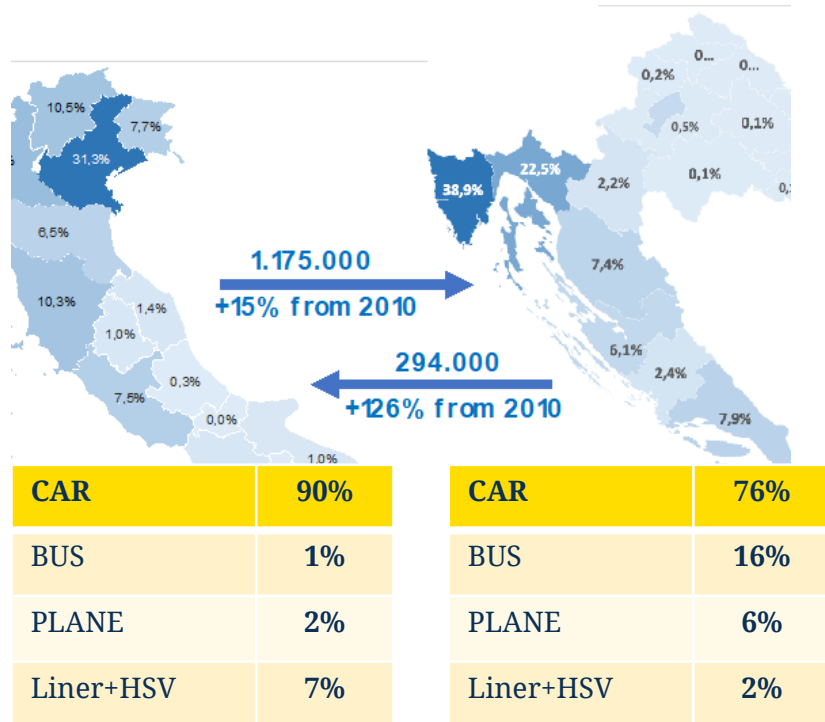 10,5%
7,7%
31,3%
6,5%
10,3%
1,4%
1,0%
7,5%
0,3%
0,0%
1,0%
1.175.000
+15% from 2010
294.000
+126% from 2010
0...
0,2%
0...
0,5%
0,1%
38,9%
22,5%
2,2%
0,1%
7,4%
6,1%
2,4%
7,9%
CAR 90%
BUS 1%
PLANE 2%
Liner+HSV 7%
CAR 76%
BUS 16%
PLANE 6%
Liner+HSV 2%